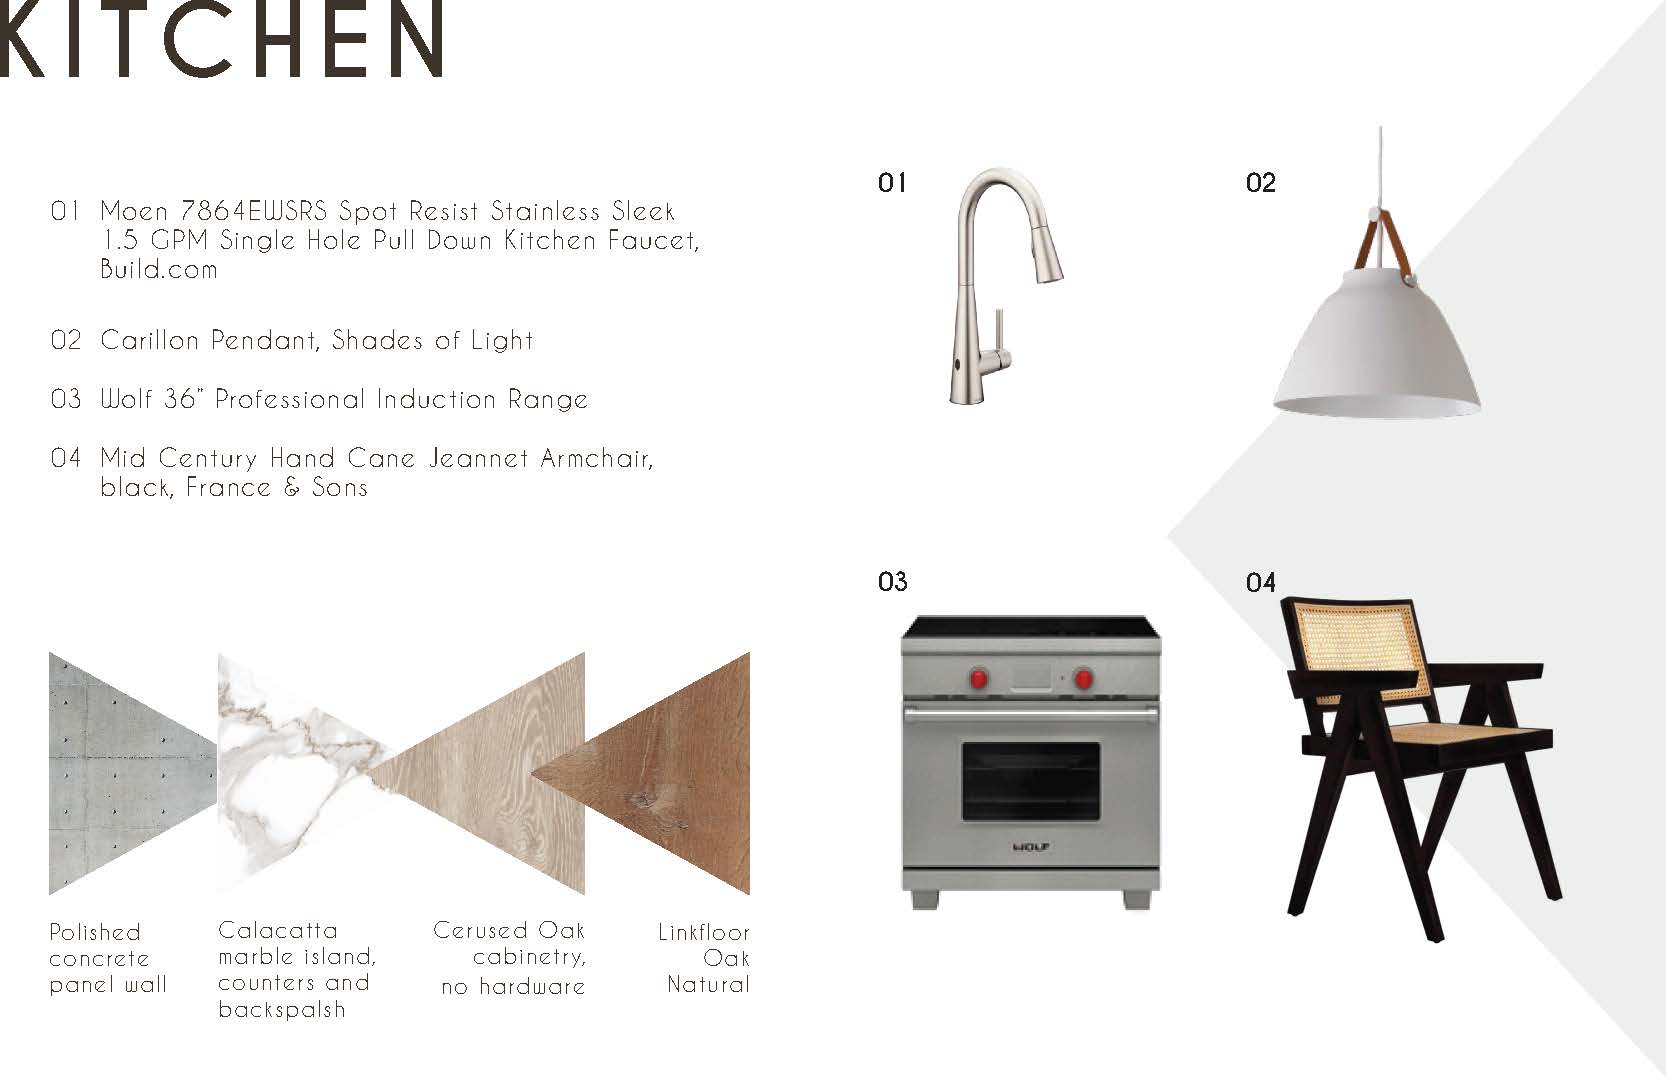 KITCHEN
01 Moen 7864EWSRS Spot Resist Stainless Sleek
1.5 GPM Single Hole Pull Down Kitchen Faucet,
Build.com
02 Carillon Pendant, Shades of Light
03 Wolf 36" Professional Induction Range
04 Mid Century Hand Cane Jeannet Armchair,
black, France & Sons
01
02
03
WOLF
04
Polished
concrete
panel wall
Calacatta
marble island,
counters and
backspalsh
Cerused Oak
cabinetry,
no hardware
Linkfloor
Oak
Natural